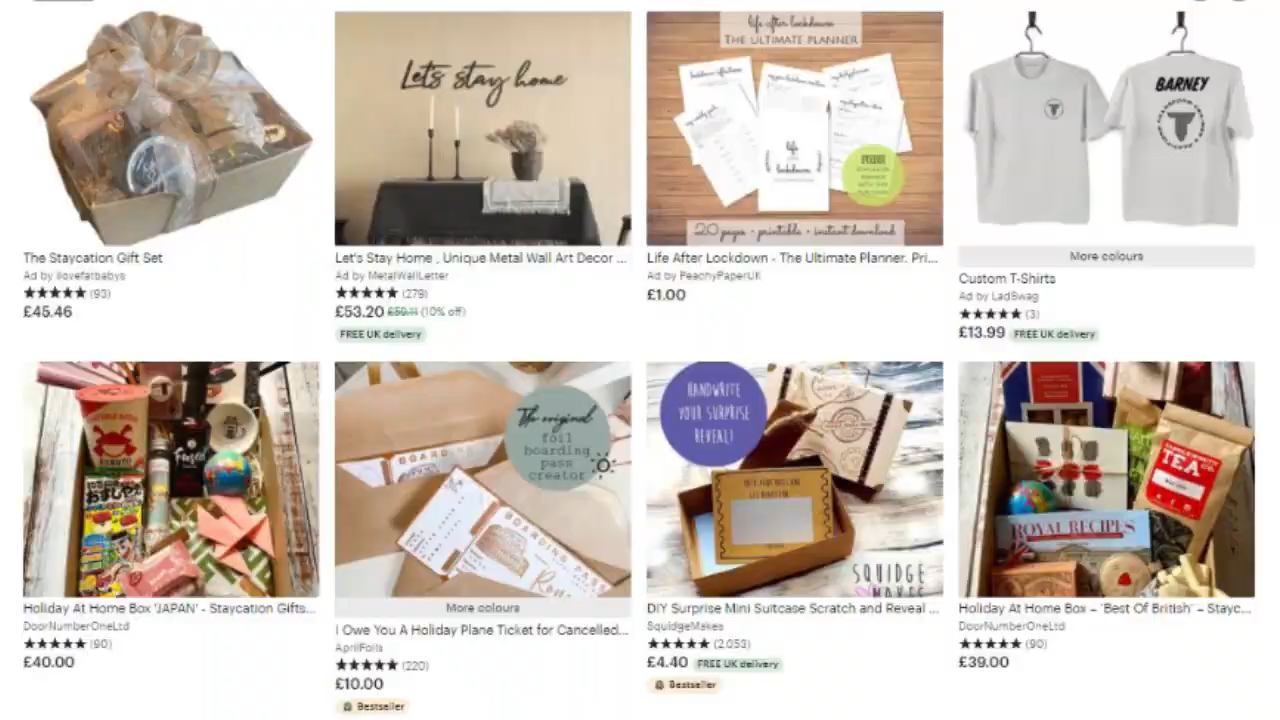 Let's stay home
life after lockdown
THE ULTIMATE PLANNER
life
lockdown
20 pages • printable • instant download
BARNEY
T
The Staycation Gift Set
Ad by ilovefatbabys
★★★★★ (93)
£45.46
Let's Stay Home , Unique Metal Wall Art Decor ...
Ad by MetalWallLetter
★★★★★ (279)
£53.20 £59.11 (10% off)
FREE UK delivery
Life After Lockdown - The Ultimate Planner. Pri...
Ad by PeachyPaperUK
£1.00
More colours
Custom T-Shirts
Ad by LadSwag
★★★★★ (3)
£13.99 FREE UK delivery
The original
foil
boarding
pass
creator
BOARDING PASS
HANDWRITE
YOUR SURPRISE
REVEAL!
SQUIDGE
MAKES
TEA
ROYAL RECIPES
Holiday At Home Box 'JAPAN' - Staycation Gifts...
DoorNumberOneLtd
★★★★★ (90)
£40.00
More colours
I Owe You A Holiday Plane Ticket for Cancelled...
AprilFoils
★★★★★ (220)
£10.00
Bestseller
DIY Surprise Mini Suitcase Scratch and Reveal ...
SquidgeMakes
★★★★★ (2,053)
£4.40 FREE UK delivery
Bestseller
Holiday At Home Box – 'Best Of British' – Stayc...
DoorNumberOneLtd
★★★★★ (90)
£39.00